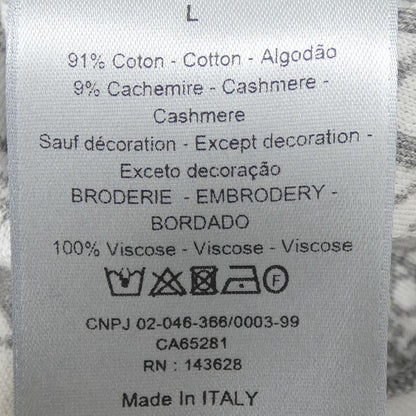 L
91% Coton - Cotton - Algodão
9% Cachemire - Cashmere -
Cashmere
Sauf décoration - Except decoration -
Exceto decoração
BRODERIE - EMBRODERY -
BORDADO
100% Viscose - Viscose - Viscose
F
CNPJ 02-046-366/0003-99
CA65281
RN : 143628
Made In ITALY